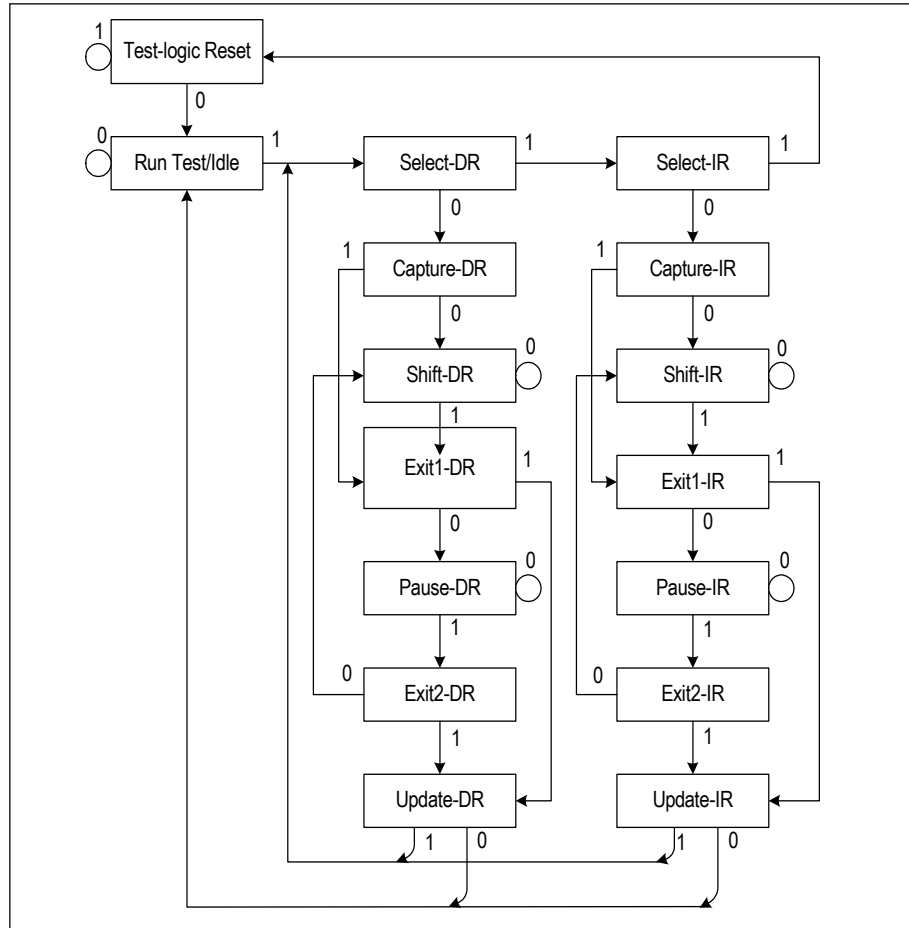 1
Test-logic Reset
0
0
Run Test/Idle
1
Select-DR
1
Select-IR
1
0
0
1
Capture-DR
1
Capture-IR
0
0
Shift-DR
0
Shift-IR
0
1
1
Exit1-DR
1
Exit1-IR
1
0
0
Pause-DR
0
Pause-IR
0
1
1
0
Exit2-DR
0
Exit2-IR
1
1
Update-DR
Update-IR
1
0
1
0